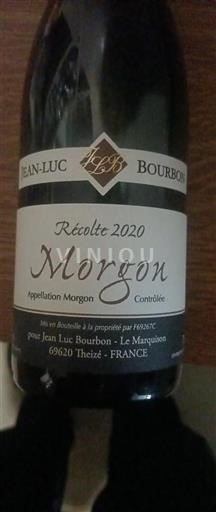 JEAN-LUC JLB BOURBON
Récolte 2020
VINIOU
Morgon
Appellation Morgon Contrôlée
Mis en Bouteille à la propriété par F69267C
pour Jean Luc Bourbon - Le Marquison
69620 Theizé - FRANCE